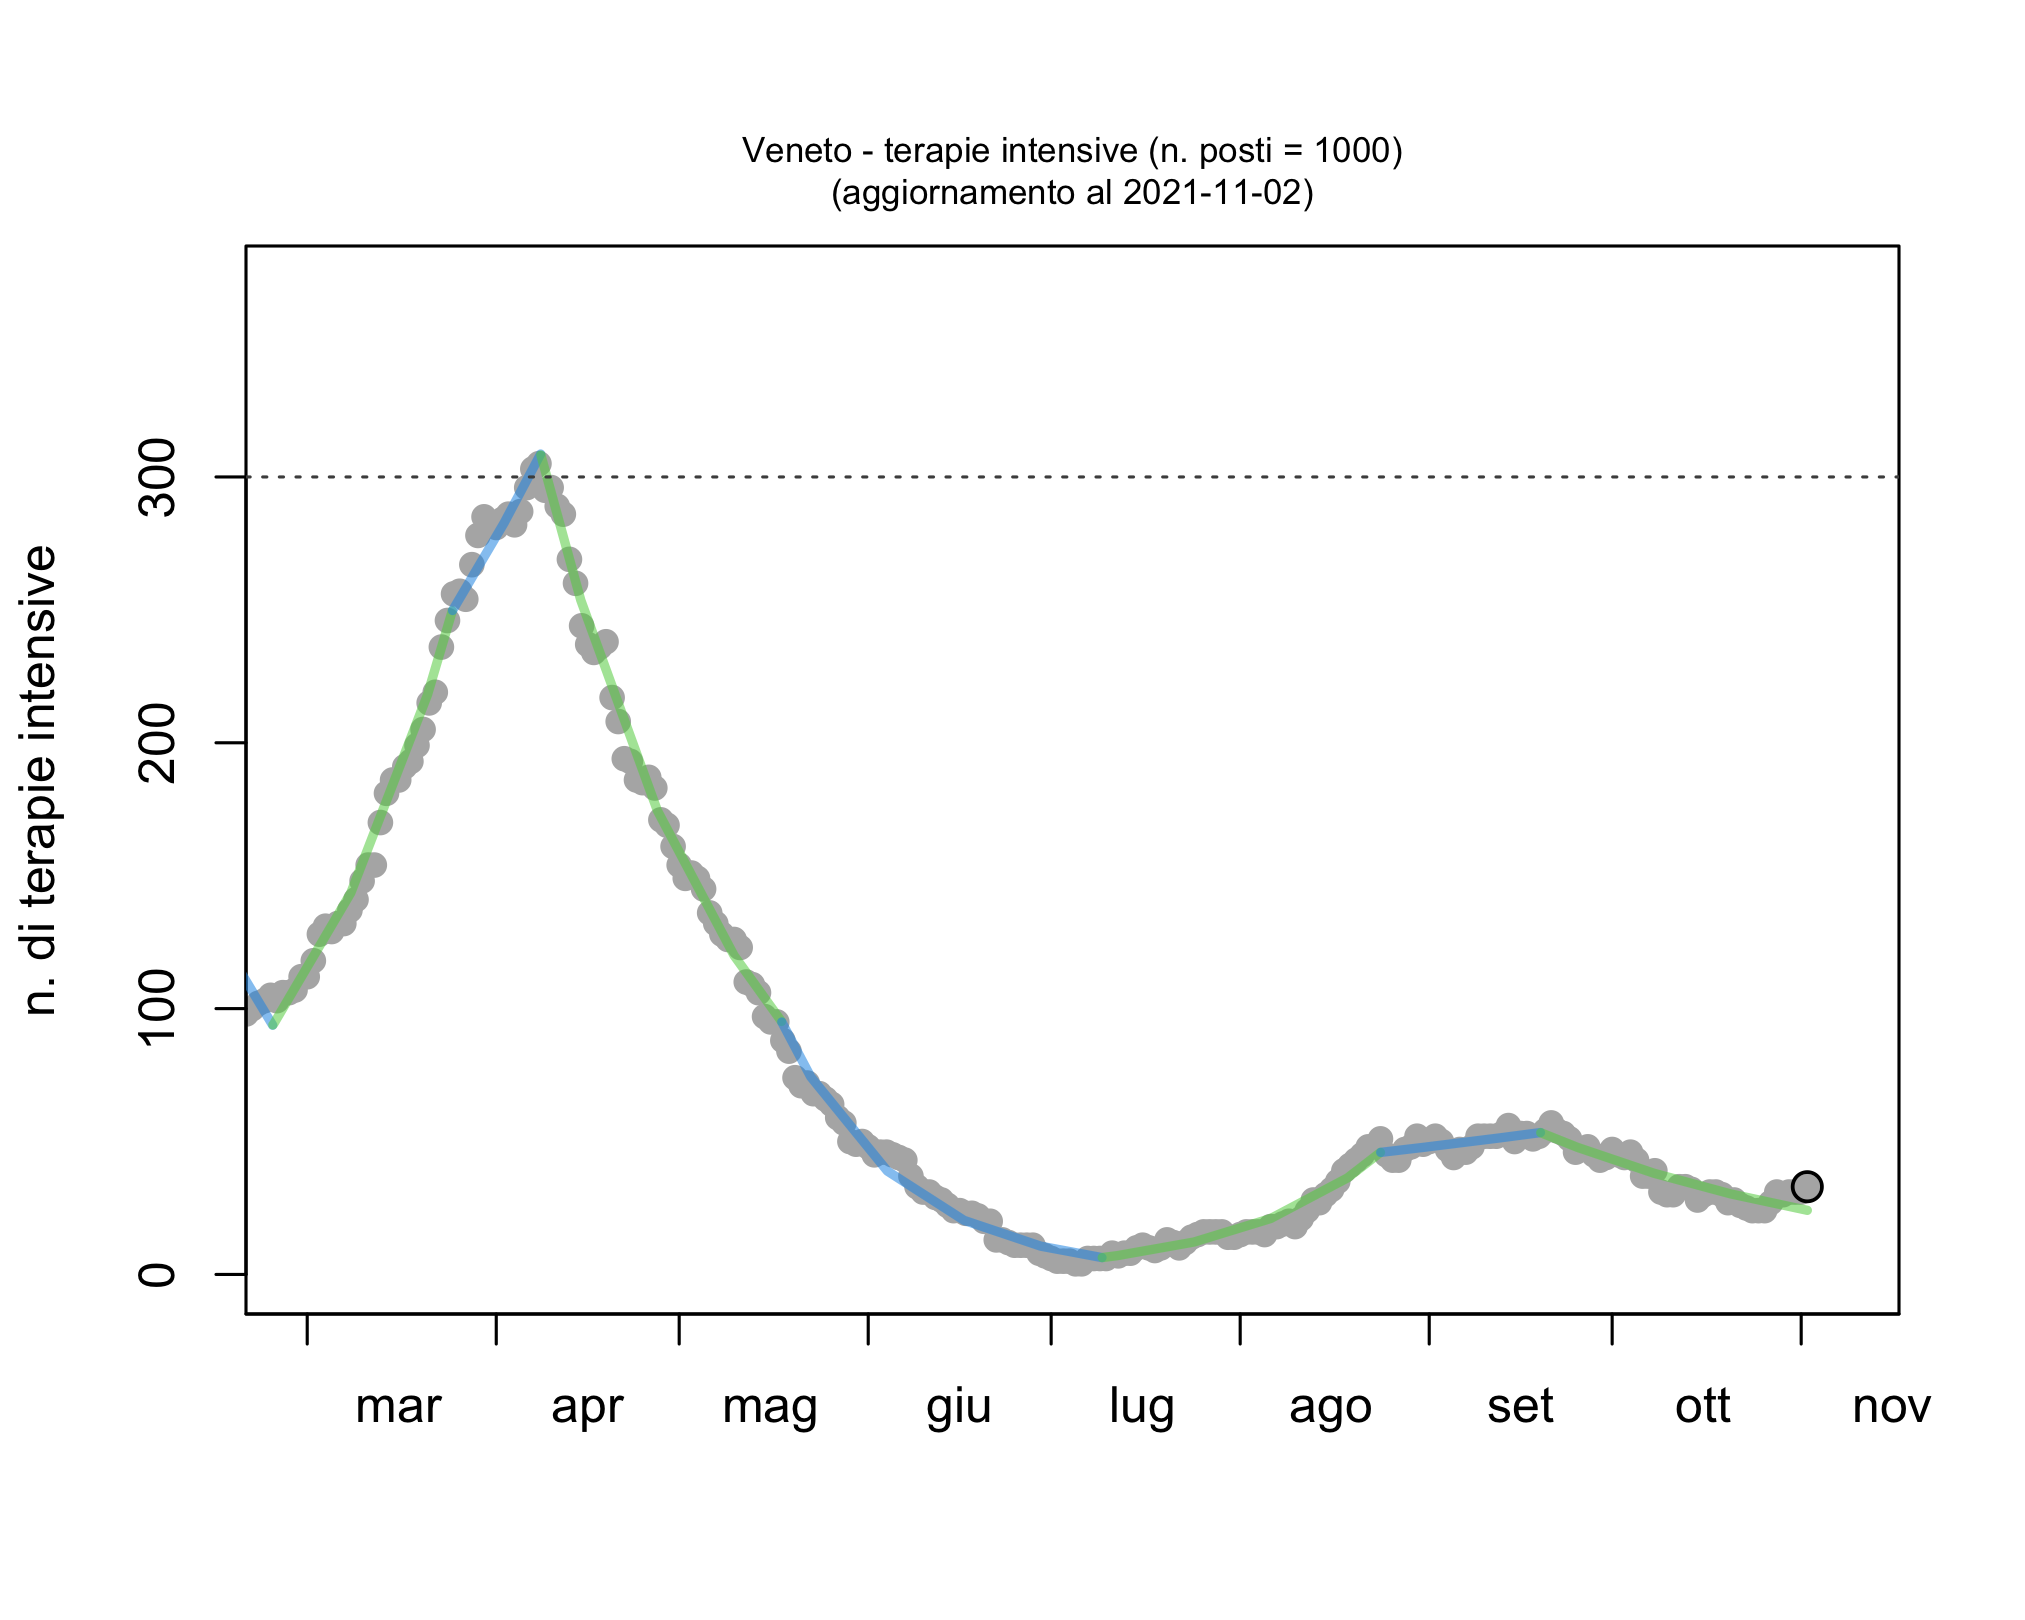 Veneto - terapie intensive (n. posti = 1000)
(aggiornamento al 2021-11-02)
n. di terapie intensive
300
200
100
0
mar apr mag giu lug ago set ott nov